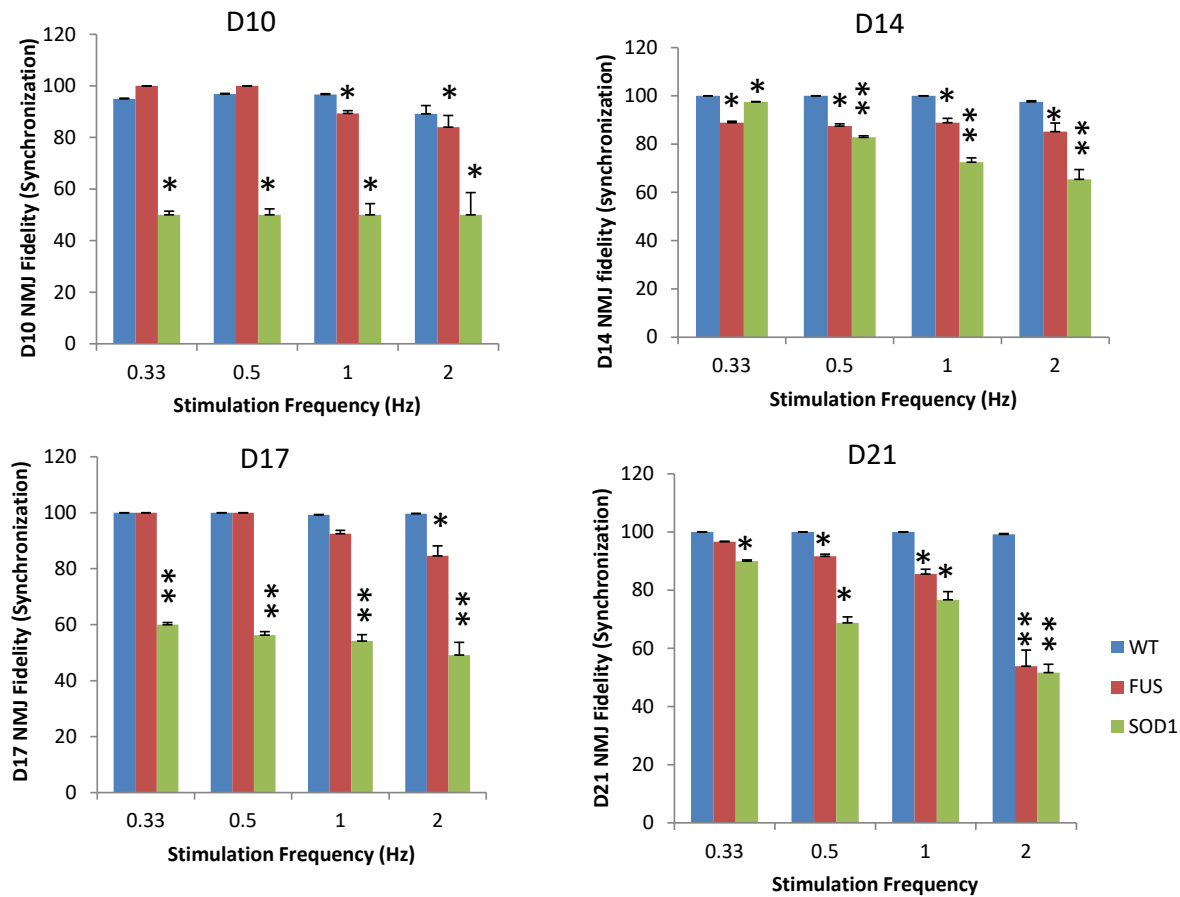 D10
D10 NMJ Fidelity (Synchronization)
120
100
80
60
40
20
0
* *
* * * *
0.33 0.5 1 2
Stimulation Frequency (Hz)
D14
D14 NMJ fidelity (synchronization)
120
100
80
60
40
20
0
* * * ** * ** * **
0.33 0.5 1 2
Stimulation Frequency (Hz)
D17
D17 NMJ Fidelity (Synchronization)
120
100
80
60
40
20
0
*
** ** ** **
0.33 0.5 1 2
Stimulation Frequency (Hz)
D21
D21 NMJ Fidelity (Synchronization)
120
100
80
60
40
20
0
* * * * * ** **
0.33 0.5 1 2
Stimulation Frequency
WT
FUS
SOD1